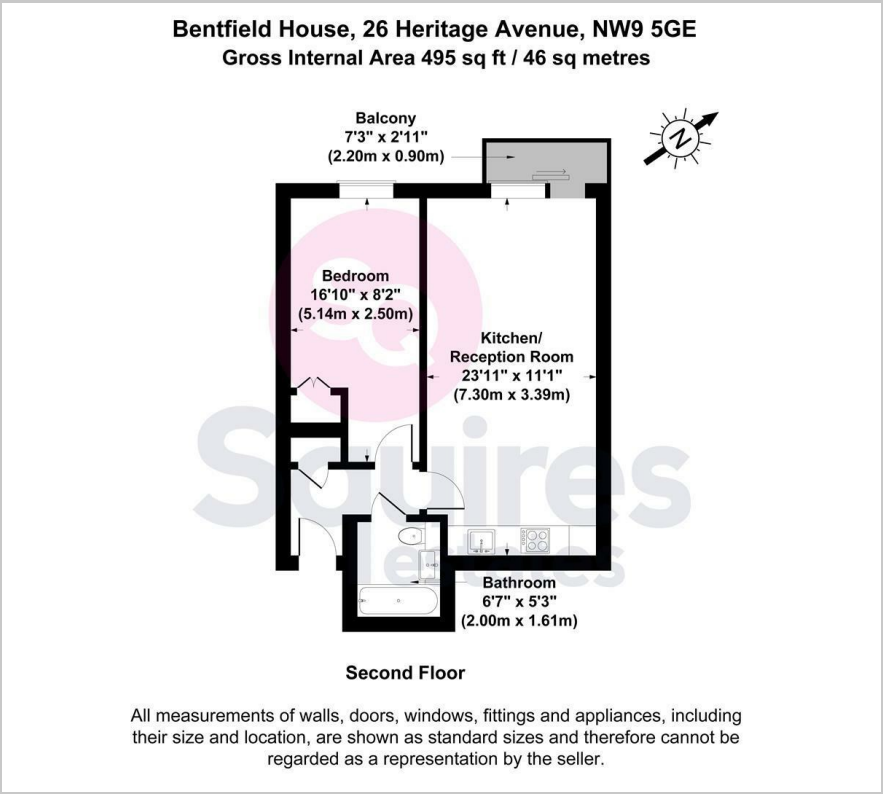 Bentfield House, 26 Heritage Avenue, NW9 5GE
Gross Internal Area 495 sq ft / 46 sq metres
Balcony
7'3" x 2'11"
(2.20m x 0.90m)
N
SQ
Bedroom
16'10" x 8'2"
(5.14m x 2.50m)
Kitchen/
Reception Room
23'11" x 11'1"
(7.30m x 3.39m)
Squires
estates
Bathroom
6'7" x 5'3"
(2.00m x 1.61m)
Second Floor
All measurements of walls, doors, windows, fittings and appliances, including
their size and location, are shown as standard sizes and therefore cannot be
regarded as a representation by the seller.